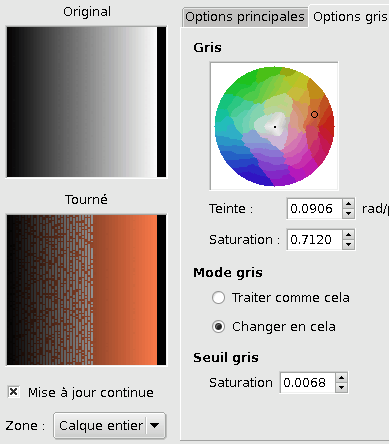 Original
Tourné
Mise à jour continue
Zone : Calque entier
Options principales
Options gris
Gris
Teinte : 0.0906 rad/
Saturation : 0.7120
Mode gris
Traiter comme cela
Changer en cela
Seuil gris
Saturation 0.0068